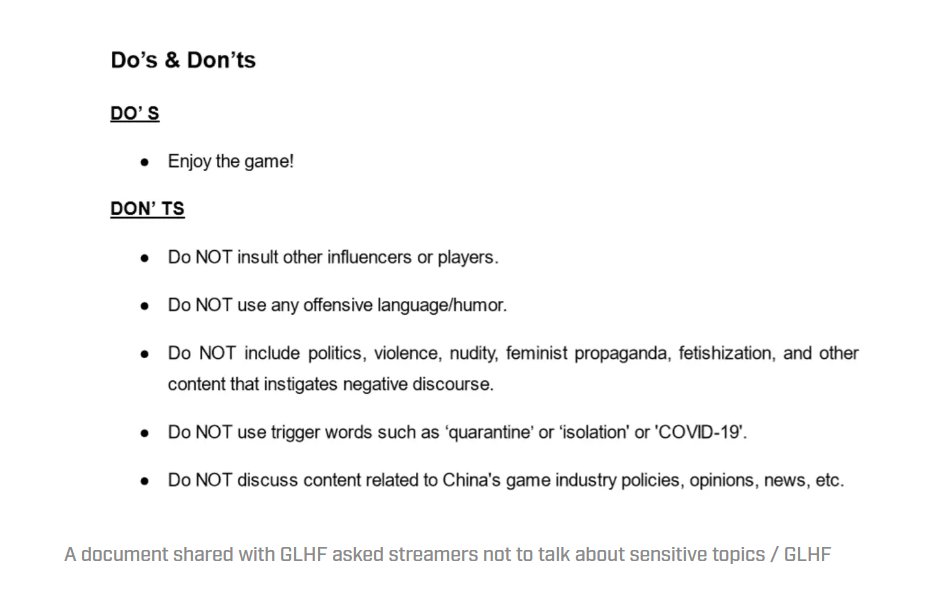 Do’s & Don’ts
DO’ S
● Enjoy the game!
DON’ TS
● Do NOT insult other influencers or players.
● Do NOT use any offensive language/humor.
● Do NOT include politics, violence, nudity, feminist propaganda, fetishization, and other
content that instigates negative discourse.
● Do NOT use trigger words such as ‘quarantine’ or ‘isolation' or 'COVID-19'.
● Do NOT discuss content related to China's game industry policies, opinions, news, etc.
A document shared with GLHF asked streamers not to talk about sensitive topics / GLHF